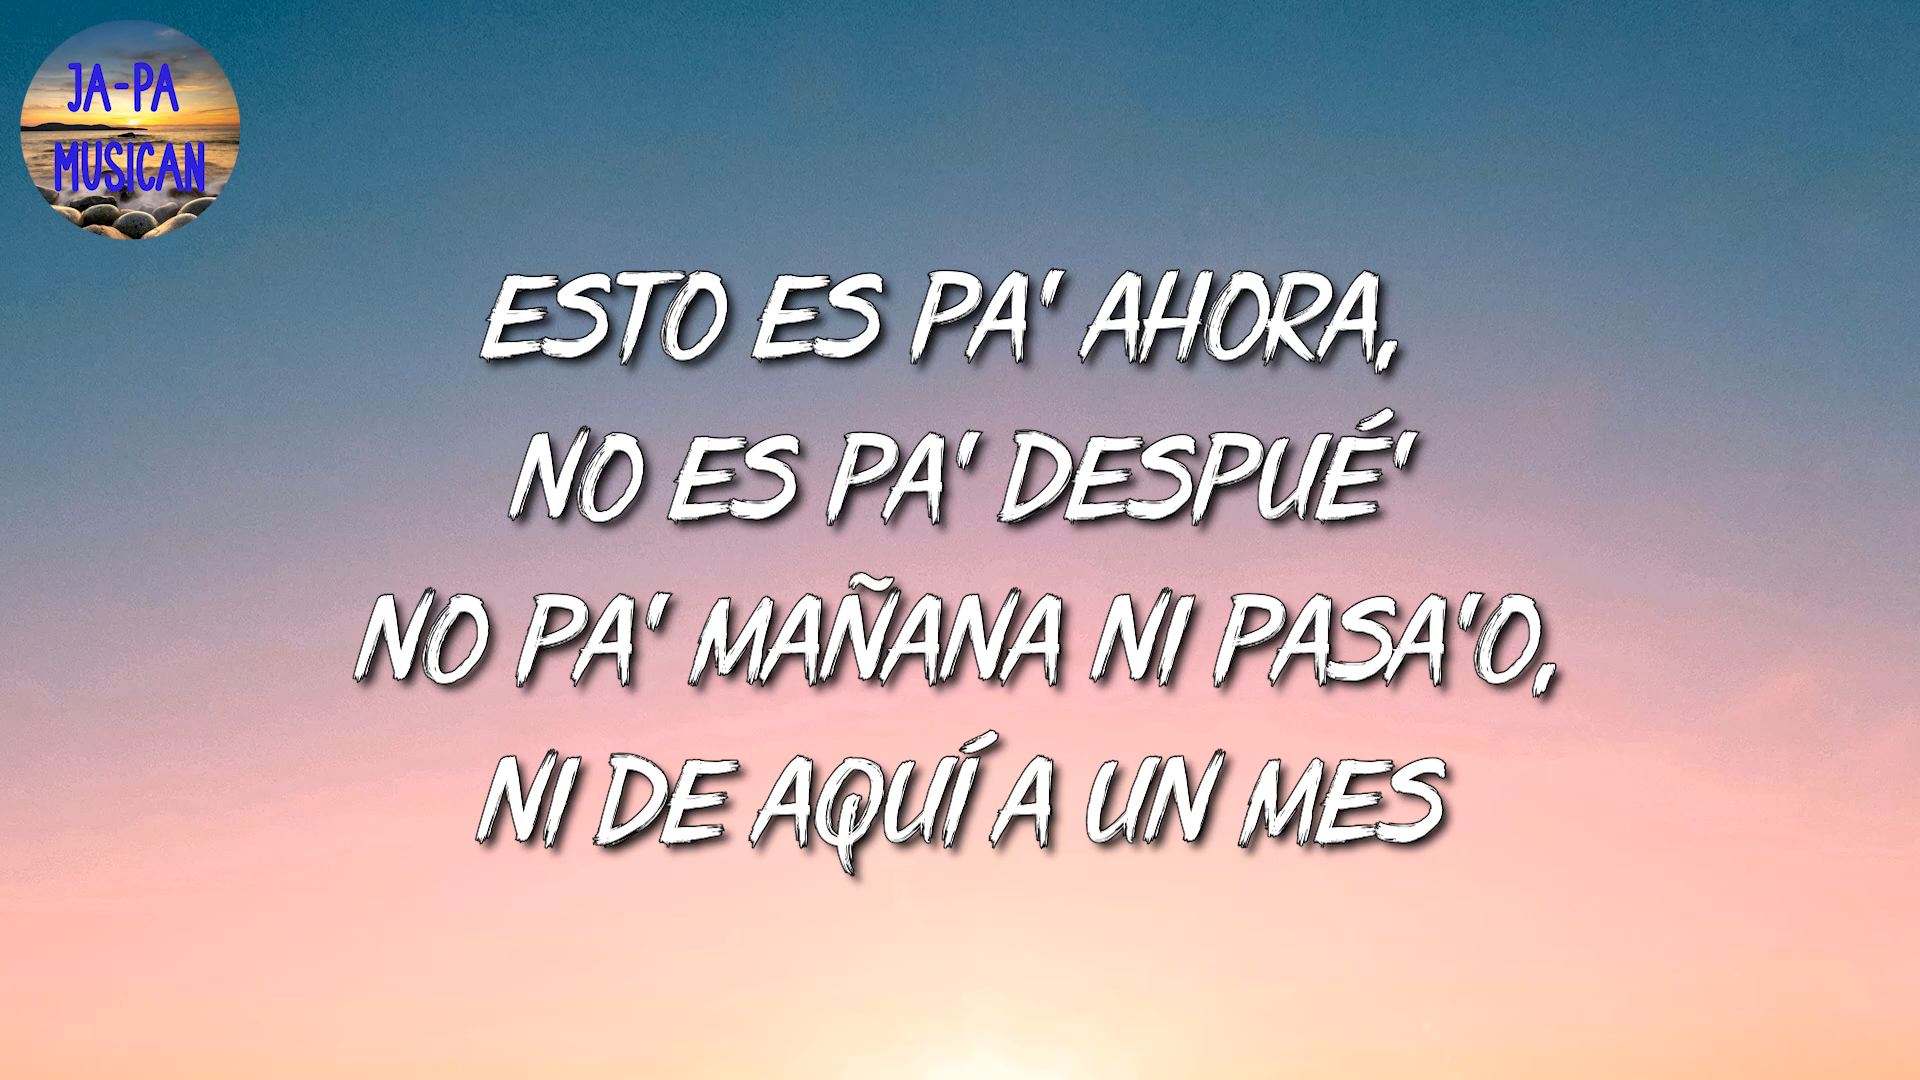 JA-PA
MUSICAN
ESTO ES PA' AHORA,
NO ES PA' DESPUÉ'
NO PA' MAÑANA NI PASA'O,
NI DE AQUÍ A UN MES